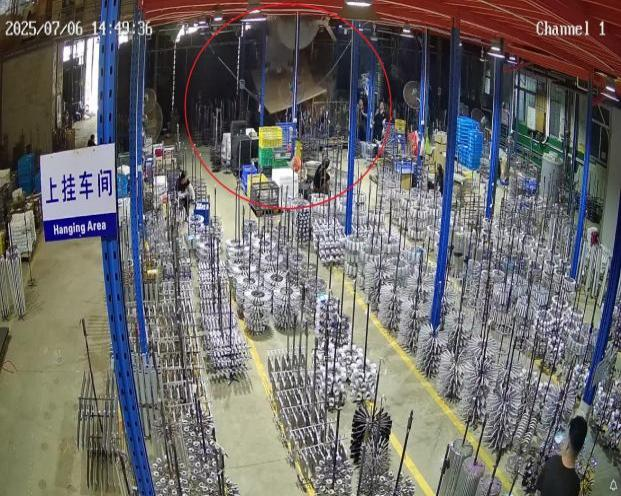 2025/07/06 14:49:36
Channel 1
上挂车间
Hanging Area